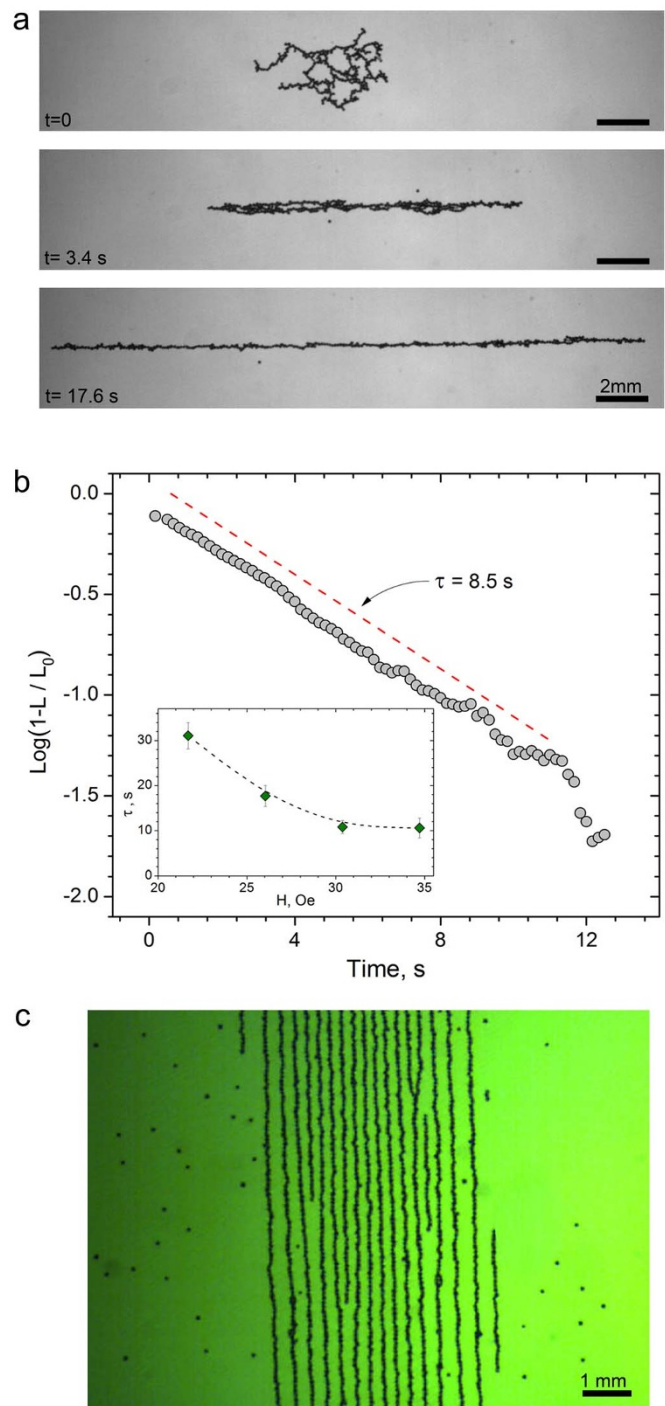 a
t=0
t= 3.4 s
t= 17.6 s
2mm
b
0.0
-0.5
-1.0
-1.5
-2.0
Log(1-L / L₀)
τ = 8.5 s
30
20
10
0
τ , s
20
25
30
35
H, Oe
0
4
8
12
Time, s
c
1 mm